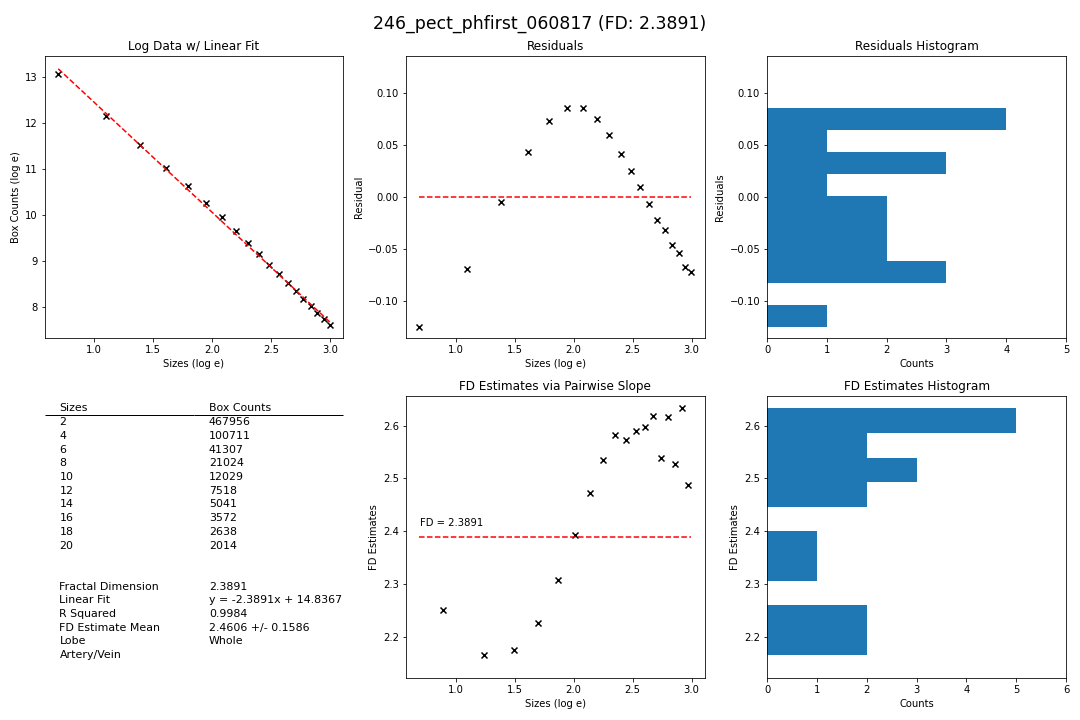 246_pect_phfirst_060817 (FD: 2.3891)
Log Data w/ Linear Fit
Box Counts (log e)
13
12
11
10
9
8
1.0 1.5 2.0 2.5 3.0
Sizes (log e)
Residuals
Residual
0.10
0.05
0.00
−0.05
−0.10
1.0 1.5 2.0 2.5 3.0
Sizes (log e)
Residuals Histogram
Residuals
0.10
0.05
0.00
−0.05
−0.10
0 1 2 3 4 5
Counts
Sizes Box Counts
2 467956
4 100711
6 41307
8 21024
10 12029
12 7518
14 5041
16 3572
18 2638
20 2014
Fractal Dimension 2.3891
Linear Fit y = -2.3891x + 14.8367
R Squared 0.9984
FD Estimate Mean 2.4606 +/- 0.1586
Lobe Whole
Artery/Vein
FD Estimates via Pairwise Slope
FD Estimates
2.6
2.5
2.4
2.3
2.2
FD = 2.3891
1.0 1.5 2.0 2.5 3.0
Sizes (log e)
FD Estimates Histogram
FD Estimates
2.6
2.5
2.4
2.3
2.2
0 1 2 3 4 5 6
Counts